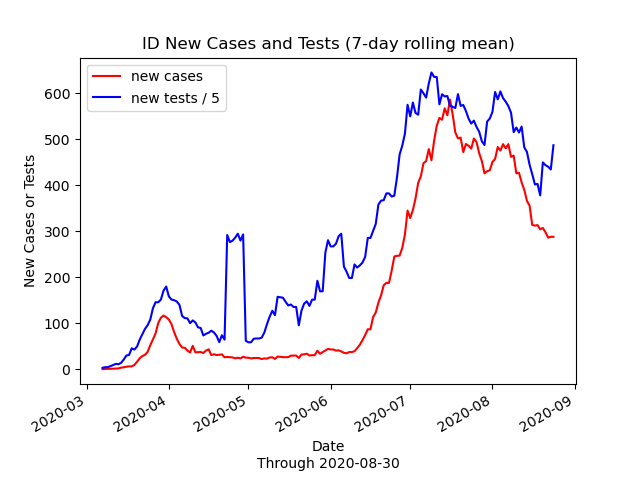 ID New Cases and Tests (7-day rolling mean)
new cases
new tests / 5
New Cases or Tests
600
500
400
300
200
100
0
2020-03
2020-04
2020-05
2020-06
2020-07
2020-08
2020-09
Date
Through 2020-08-30